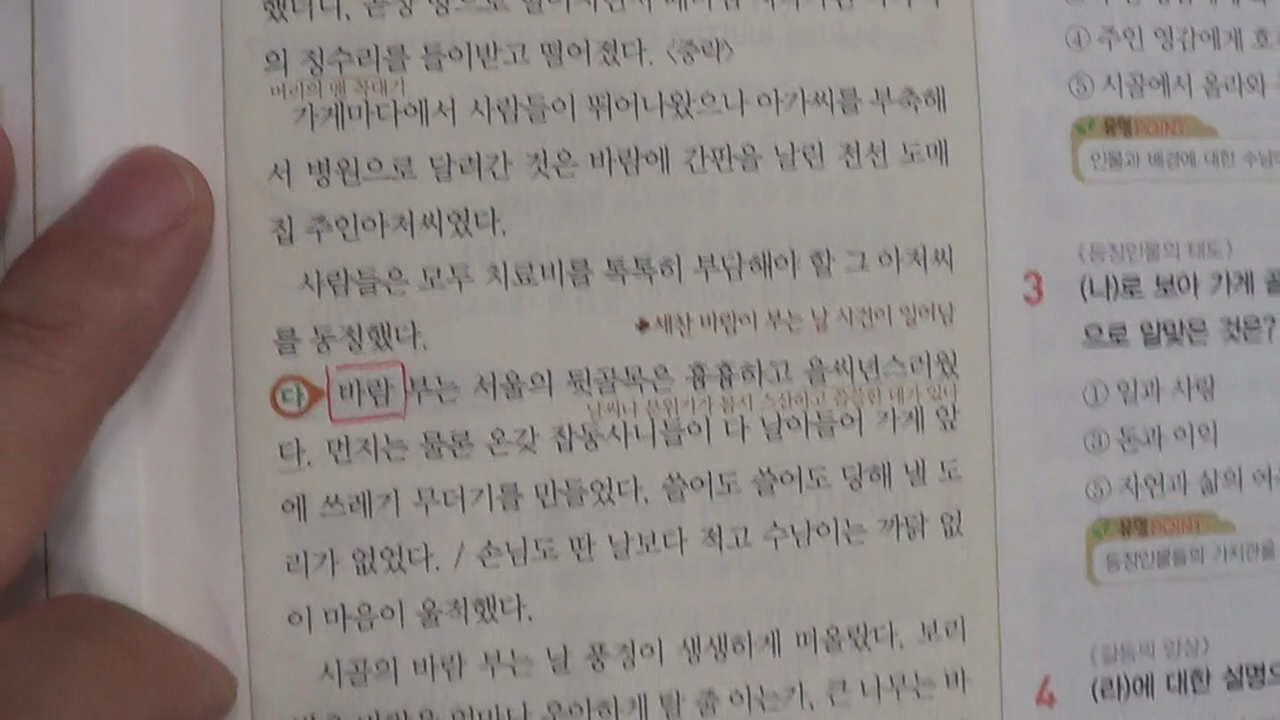 의 정수리를 들이받고 떨어졌다. 〈중략〉
머리의 맨 꼭대기
가게마다에서 사람들이 뛰어나왔으나 아가씨를 부축해
서 병원으로 달려간 것은 바람에 간판을 날린 전선 도매
집 주인아저씨였다.
사람들은 모두 치료비를 톡톡히 부담해야 할 그 아저씨
를 동정했다.
▶세찬 바람이 부는 날 사건이 일어남
다 바람 부는 서울의 뒷골목은 흉흉하고 을씨년스러웠
날씨나 분위기가 몹시 스산하고 쓸쓸한 데가 있다
다. 먼지는 물론 온갖 잡동사니들이 다 날아들어 가게 앞
에 쓰레기 무더기를 만들었다. 쓸어도 쓸어도 당해 낼 도
리가 없었다. / 손님도 딴 날보다 적고 수남이는 까닭 없
이 마음이 울적했다.
시골의 바람 부는 날 풍경이 생생하게 떠올랐다. 보리
④ 주인 영감에게
⑤ 시골에서 올라와
유형POINT
인물과 배경에 대한
〈등장인물의 태도〉
3 (나)로 보아 가게
으로 알맞은 것은?
① 일과 사랑
③ 돈과 이익
⑤ 자연과 삶의
유형POINT
등장인물들의 가치관을
〈갈등의 양상〉
4 (라)에 대한